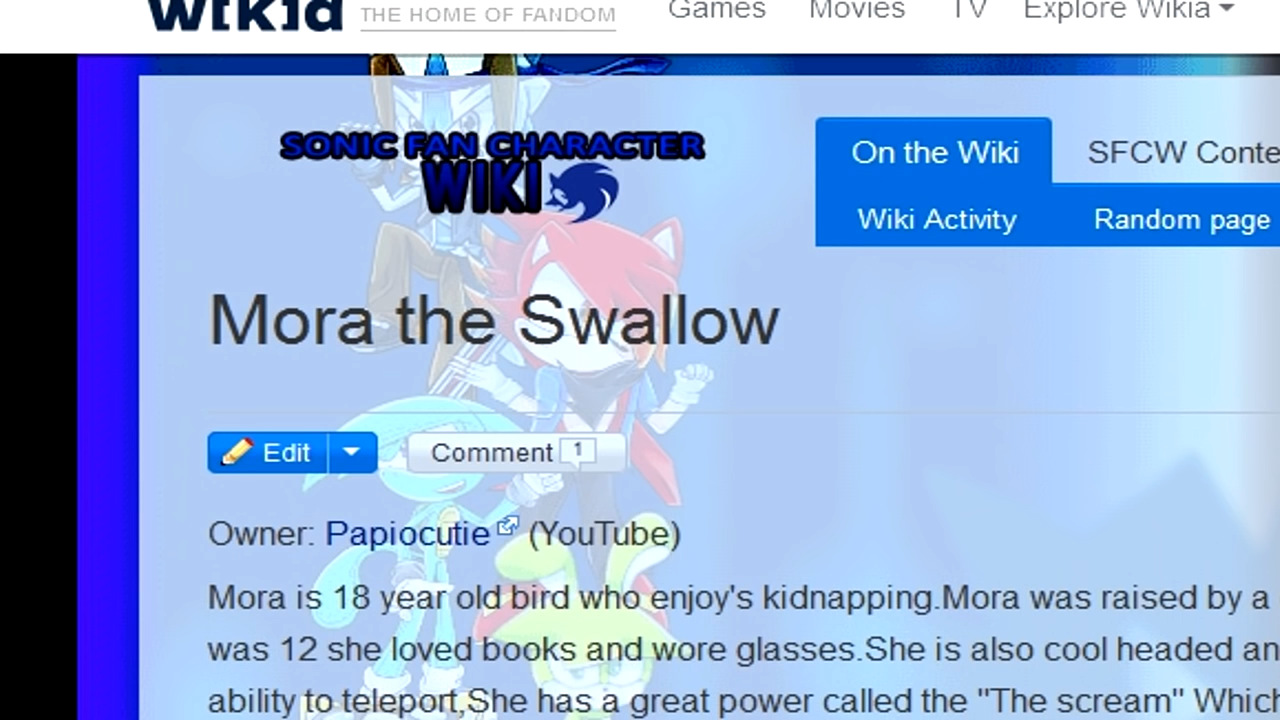 wikia THE HOME OF FANDOM Games Movies TV Explore Wikia
SONIC FAN CHARACTER
WIKI
On the Wiki SFCW Conte
Wiki Activity Random page
Mora the Swallow
Edit Comment 1
Owner: Papiocutie (YouTube)
Mora is 18 year old bird who enjoy's kidnapping.Mora was raised by a
was 12 she loved books and wore glasses.She is also cool headed an
ability to teleport,She has a great power called the "The scream" Which